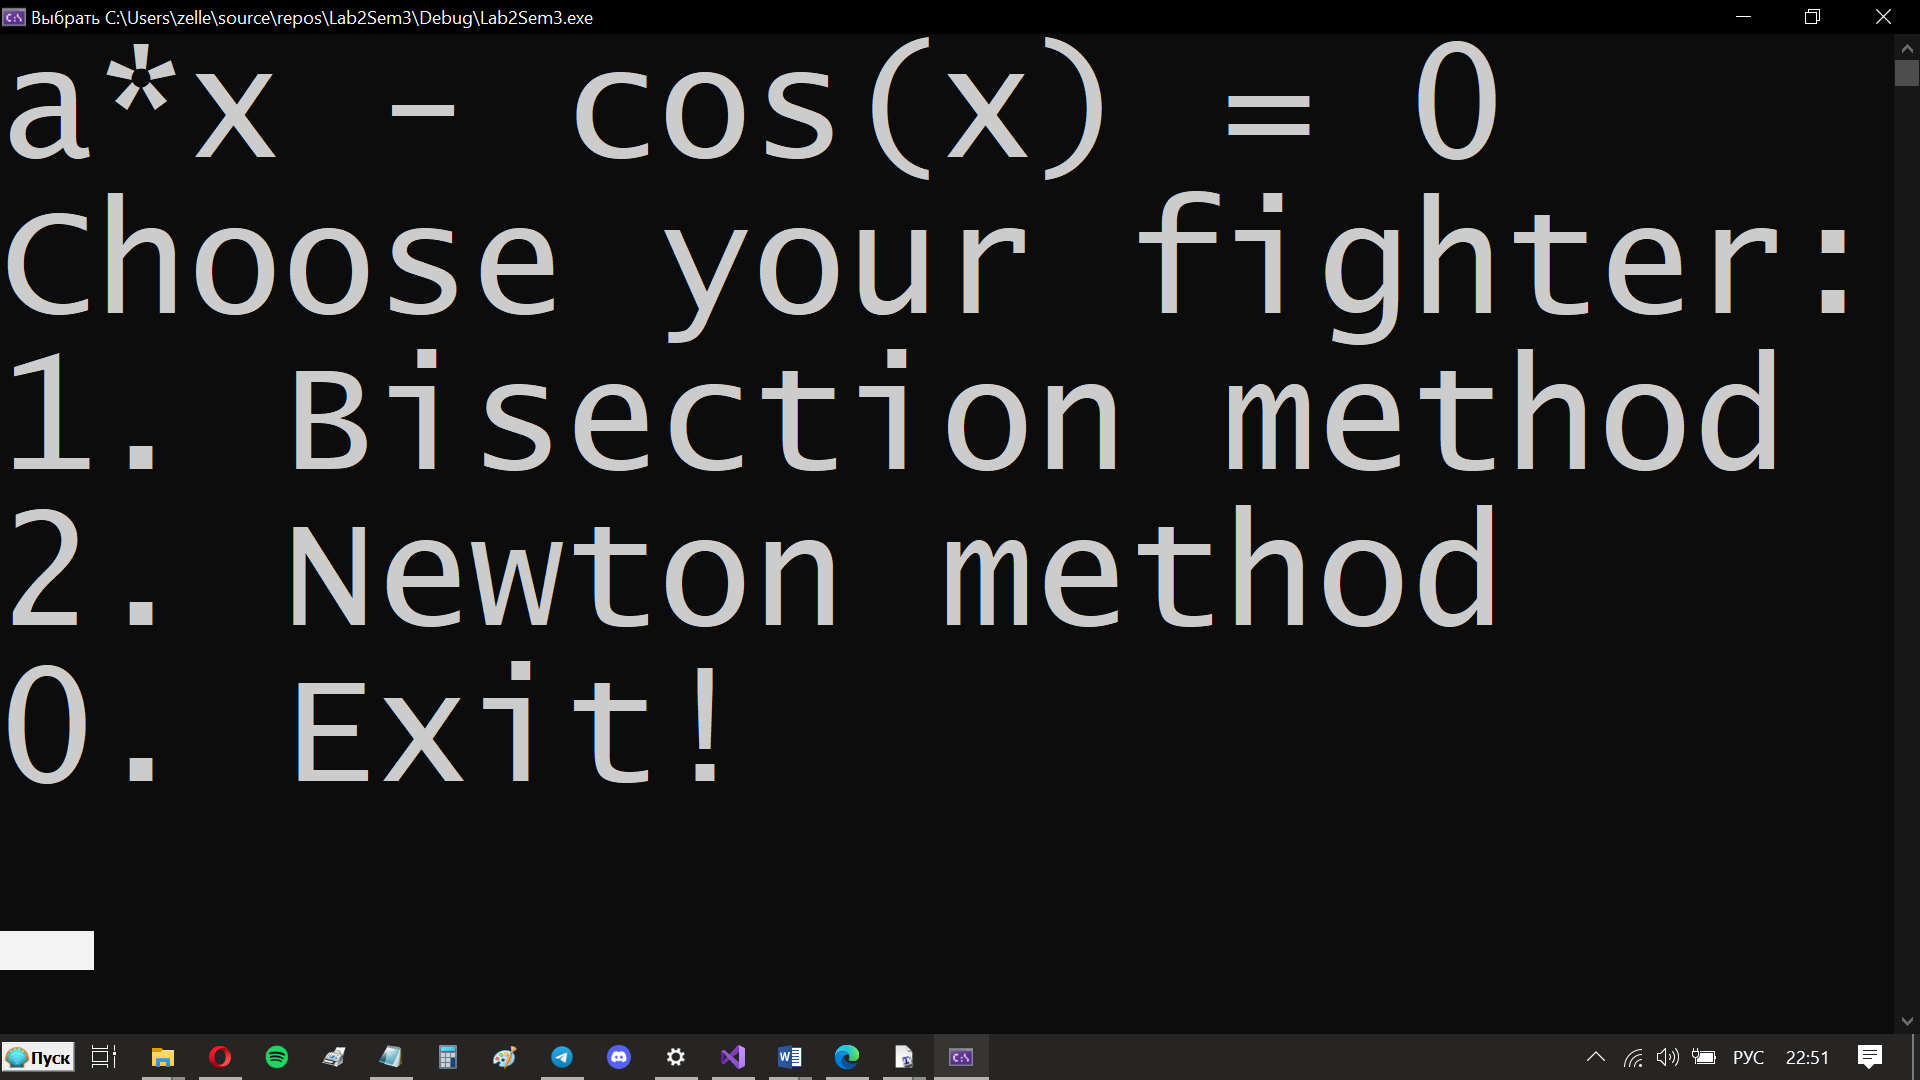 Выбрать C:\Users\zelle\source\repos\Lab2Sem3\Debug\Lab2Sem3.exe
a*x - cos(x) = 0
Choose your fighter:
1. Bisection method
2. Newton method
0. Exit!
Пуск
РУС
22:51